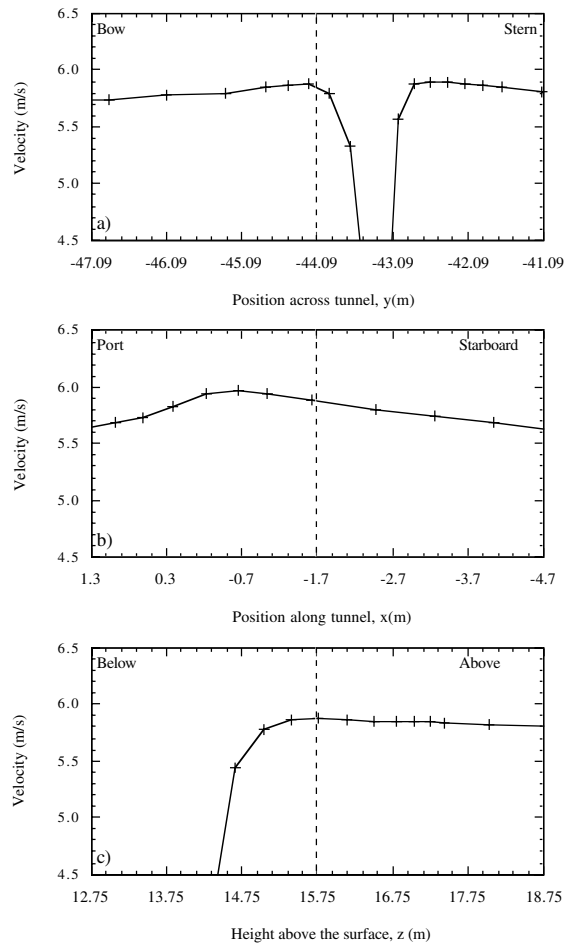 6.5
Bow Stern
6.0
5.5
5.0
a)
4.5
Velocity (m/s)
-47.09 -46.09 -45.09 -44.09 -43.09 -42.09 -41.09
Position across tunnel, y(m)
6.5
Port Starboard
6.0
5.5
5.0
b)
4.5
Velocity (m/s)
1.3 0.3 -0.7 -1.7 -2.7 -3.7 -4.7
Position along tunnel, x(m)
6.5
Below Above
6.0
5.5
5.0
c)
4.5
Velocity (m/s)
12.75 13.75 14.75 15.75 16.75 17.75 18.75
Height above the surface, z (m)